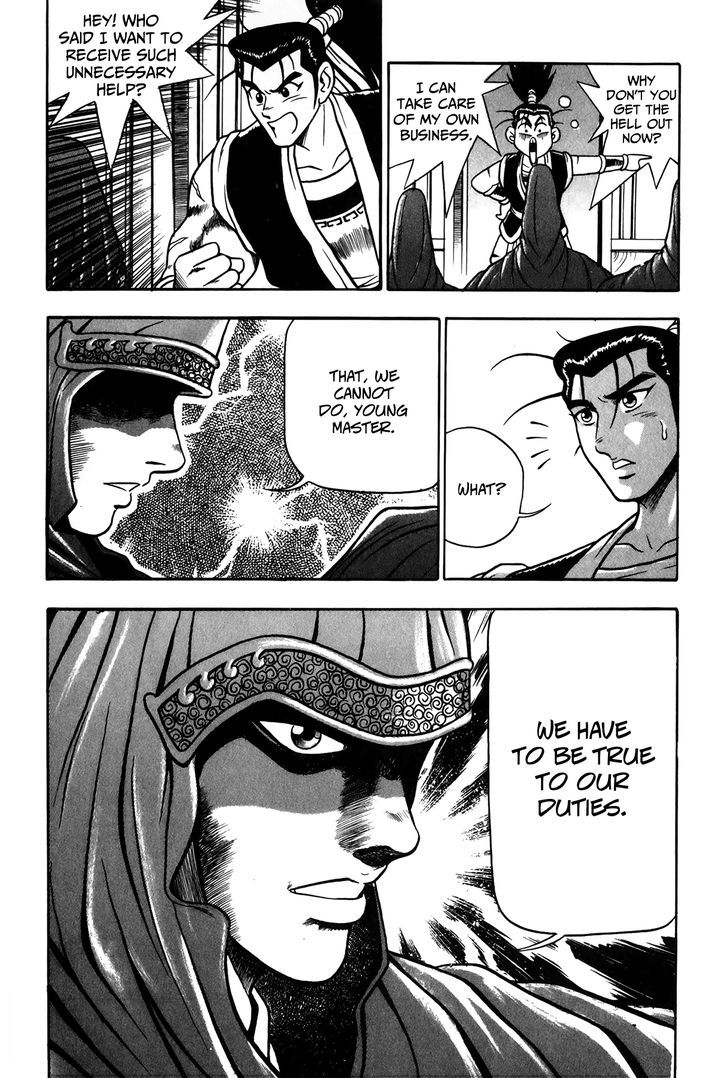 HEY! WHO
SAID I WANT TO
RECEIVE SUCH
UNNECESSARY
HELP?
I CAN
TAKE CARE
OF MY OWN
BUSINESS.
WHY
DON'T YOU
GET THE
HELL OUT
NOW?
THAT, WE
CANNOT
DO, YOUNG
MASTER.
WHAT?
WE HAVE
TO BE TRUE
TO OUR
DUTIES.